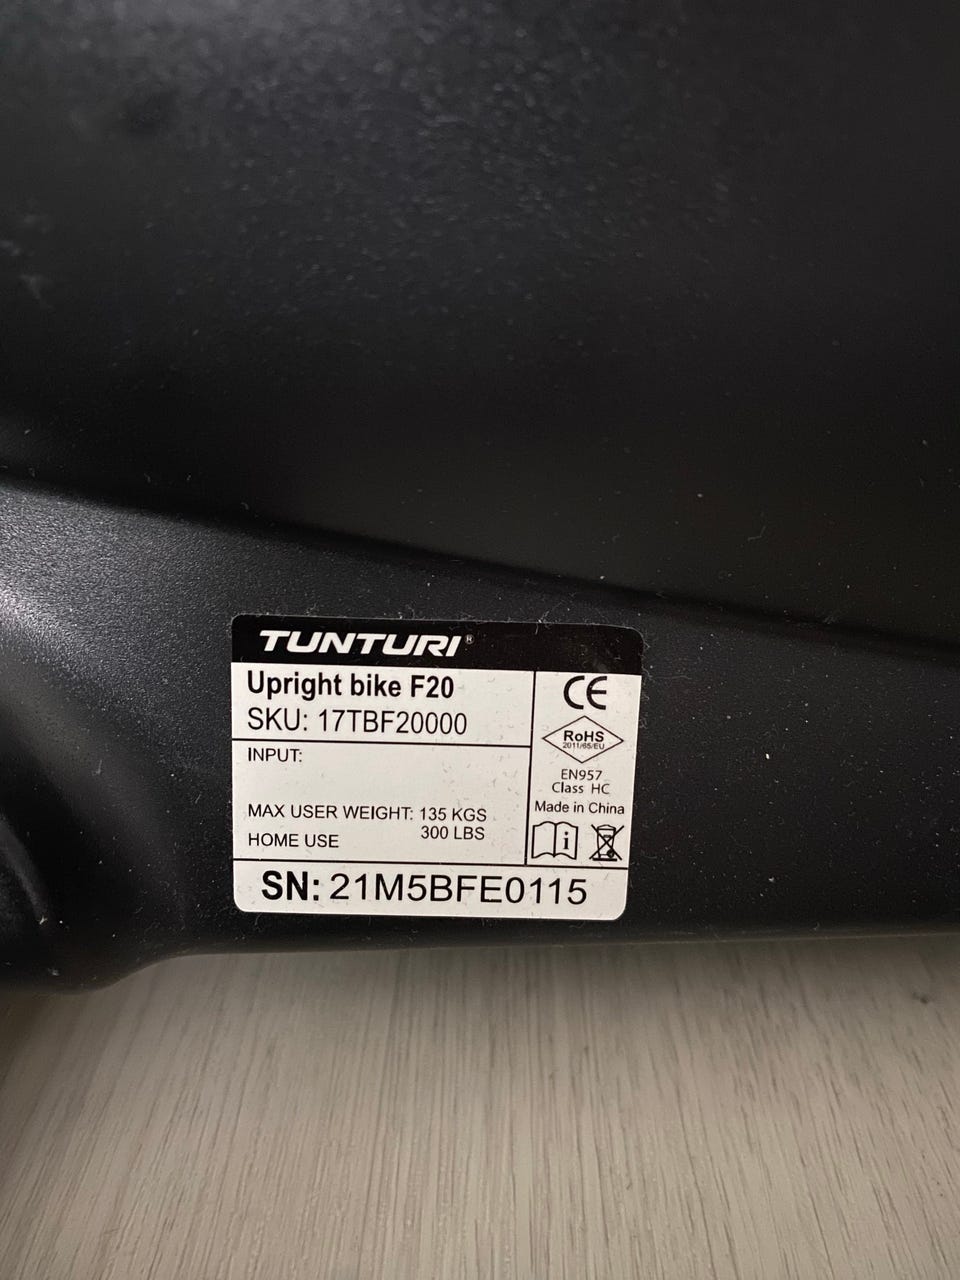 TUNTURI®
Upright bike F20
SKU: 17TBF20000
INPUT:
MAX USER WEIGHT: 135 KGS
300 LBS
HOME USE
CE
RoHS
2011/65/EU
EN957
Class HC
Made in China
i
SN: 21M5BFE0115